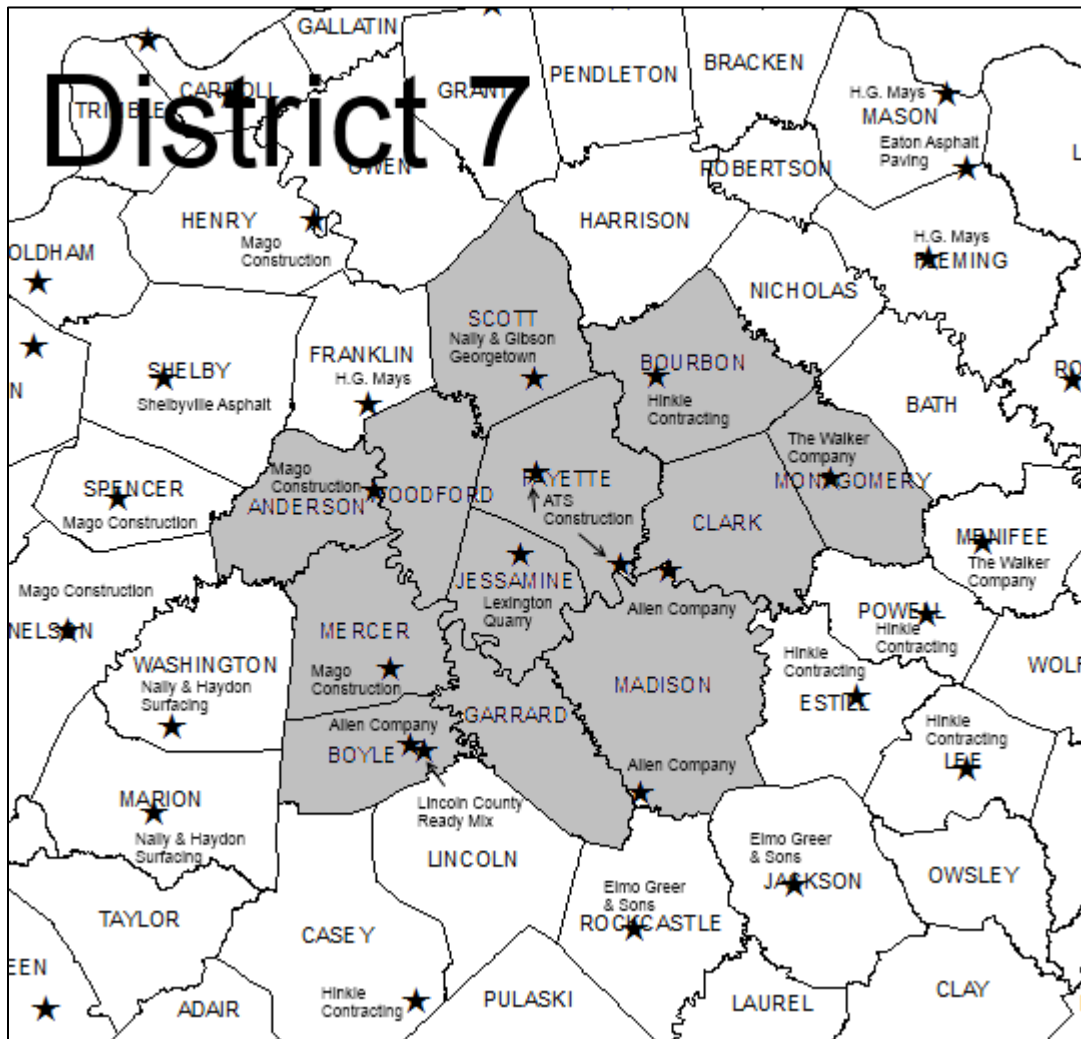 District 7
GALLATIN
CARROLL
TRIMBLE
GRANT
PENDLETON
BRACKEN
H.G. Mays
MASON
Eaton Asphalt
Paving
OWEN
ROBERTSON
HENRY
Mago
Construction
HARRISON
OLDHAM
H.G. Mays
FLEMING
NICHOLAS
SCOTT
Nally & Gibson
Georgetown
FRANKLIN
H.G. Mays
BOURBON
Hinkle
Contracting
SHELBY
Shelbyville Asphalt
N
RO
BATH
The Walker
Company
MONTGOMERY
Mago
Construction
ANDERSON
WOODFORD
FAYETTE
ATS
Construction
SPENCER
Mago Construction
CLARK
MENIFEE
The Walker
Company
Mago Construction
NELSON
JESSAMINE
Lexington
Quarry
Allen Company
POWELL
Hinkle
Contracting
MERCER
Mago
Construction
WASHINGTON
Nally & Haydon
Surfacing
Hinkle
Contracting
ESTILL
WOLF
MADISON
GARRARD
Allen Company
BOYLE
Hinkle
Contracting
LEE
Allen Company
Lincoln County
Ready Mix
MARION
Nally & Haydon
Surfacing
LINCOLN
Elmo Greer
& Sons
JACKSON
OWSLEY
Elmo Greer
& Sons
ROCKCASTLE
TAYLOR
CASEY
EEN
Hinkle
Contracting
ADAIR
PULASKI
LAUREL
CLAY
L